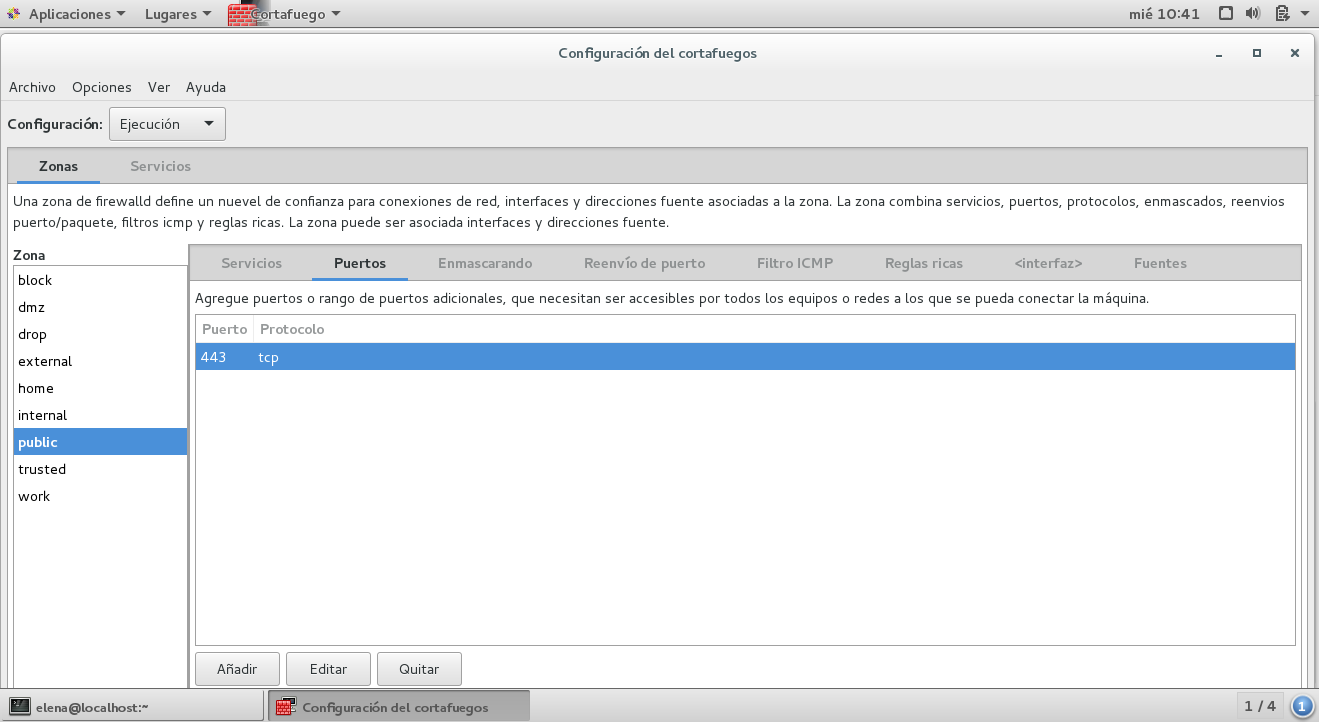 Aplicaciones Lugares Cortafuego mié 10:41
Configuración del cortafuegos
Archivo Opciones Ver Ayuda
Configuración: Ejecución
Zonas Servicios
Una zona de firewalld define un nuevel de confianza para conexiones de red, interfaces y direcciones fuente asociadas a la zona. La zona combina servicios, puertos, protocolos, enmascados, reenvios
puerto/paquete, filtros icmp y reglas ricas. La zona puede ser asociada interfaces y direcciones fuente.
Zona
block
dmz
drop
external
home
internal
public
trusted
work
Servicios Puertos Enmascarando Reenvío de puerto Filtro ICMP Reglas ricas <interfaz> Fuentes
Agregue puertos o rango de puertos adicionales, que necesitan ser accesibles por todos los equipos o redes a los que se pueda conectar la máquina.
Puerto Protocolo
443 tcp
Añadir Editar Quitar
elena@localhost:~ Configuración del cortafuegos 1 / 4 1